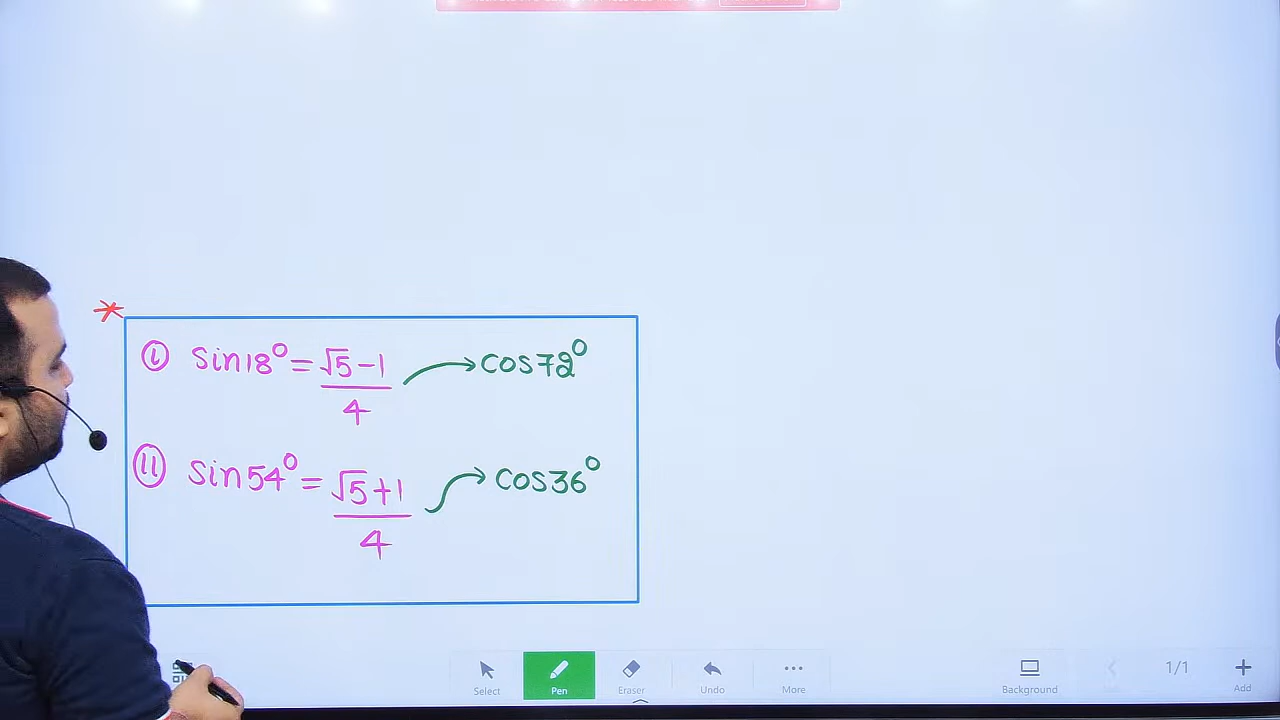 *
(i) sin18° = √5-1 → cos72°
4
(ii) sin54° = √5+1 → cos36°
4
Select Pen Eraser Undo More Background 1/1 Add